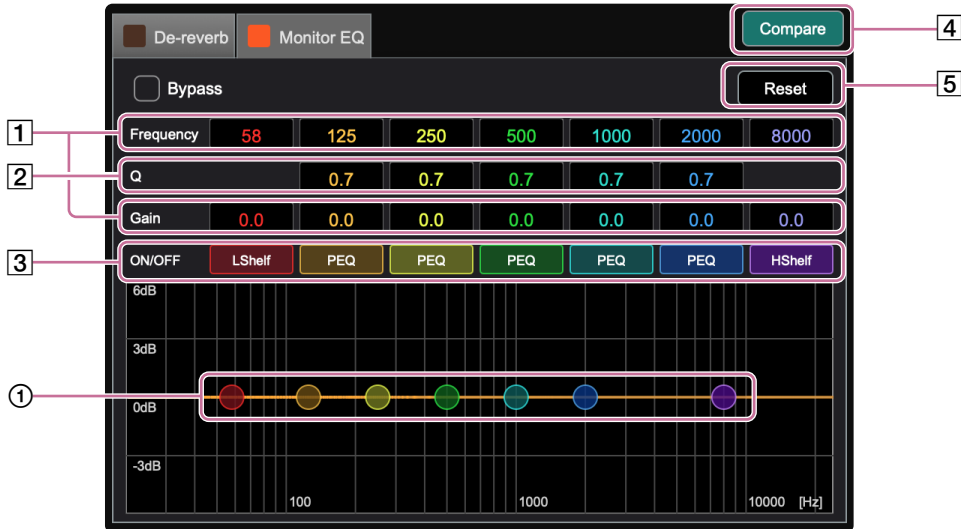 De-reverb Monitor EQ Compare 4
Bypass Reset 5
1 Frequency 58 125 250 500 1000 2000 8000
2 Q 0.7 0.7 0.7 0.7 0.7
Gain 0.0 0.0 0.0 0.0 0.0 0.0 0.0
3 ON/OFF LShelf PEQ PEQ PEQ PEQ PEQ HShelf
6dB
3dB
①
0dB
-3dB
100 1000 10000 [Hz]